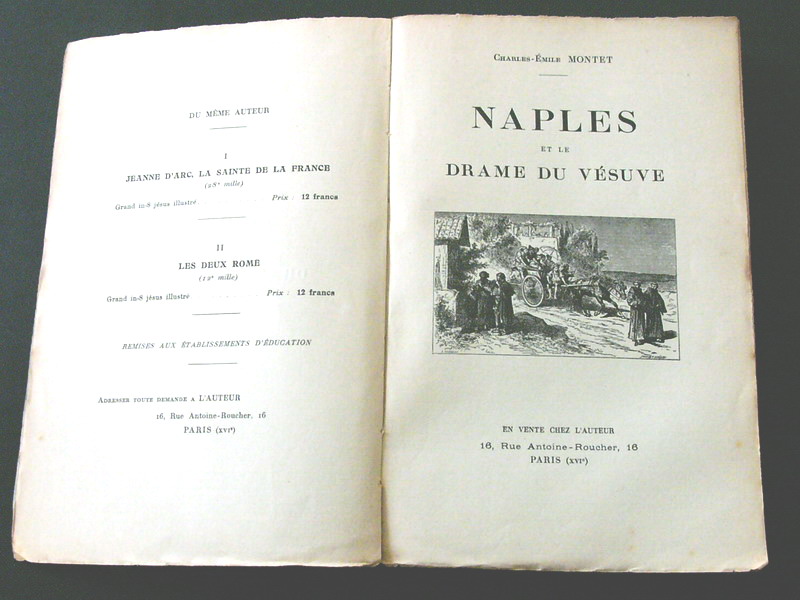 DU MÊME AUTEUR
I
JEANNE D'ARC, LA SAINTE DE LA FRANCE
(28e mille)
Grand in-8 jésus illustré . . . . . . Prix : 12 francs
II
LES DEUX ROME
(12e mille)
Grand in-8 jésus illustré . . . . . . Prix : 12 francs
REMISES AUX ÉTABLISSEMENTS D'ÉDUCATION
ADRESSER TOUTE DEMANDE A L'AUTEUR
16, Rue Antoine-Roucher, 16
PARIS (XVIe)
CHARLES-ÉMILE MONTET
NAPLES
ET LE
DRAME DU VÉSUVE
EN VENTE CHEZ L'AUTEUR
16, Rue Antoine-Roucher, 16
PARIS (XVIe)